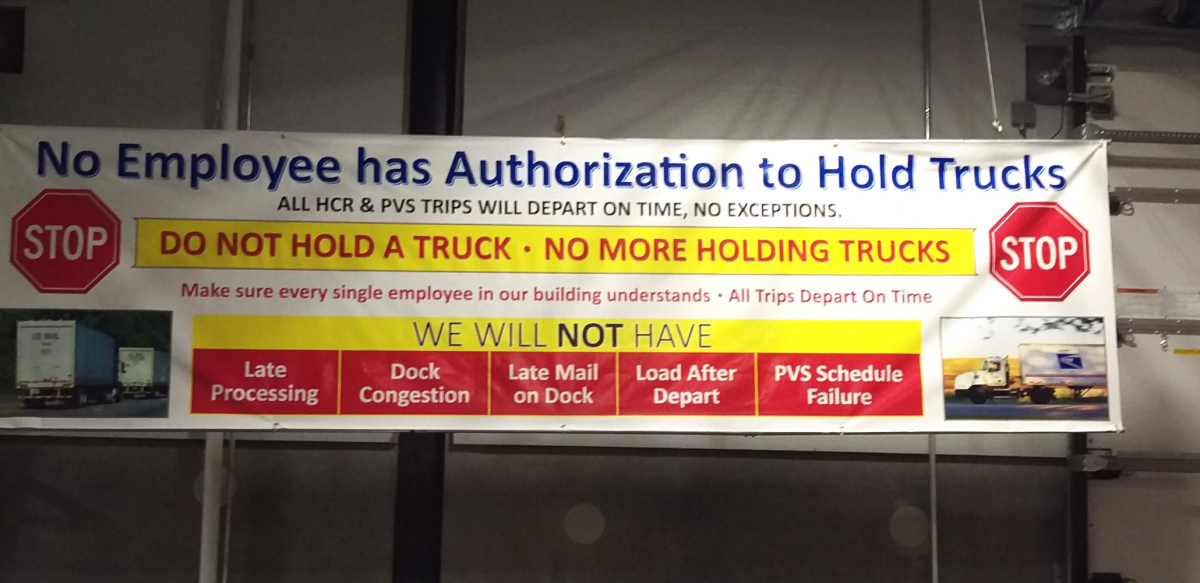 No Employee has Authorization to Hold Trucks
ALL HCR & PVS TRIPS WILL DEPART ON TIME, NO EXCEPTIONS.
STOP
DO NOT HOLD A TRUCK • NO MORE HOLDING TRUCKS
STOP
Make sure every single employee in our building understands • All Trips Depart On Time
WE WILL NOT HAVE
Late Processing
Dock Congestion
Late Mail on Dock
Load After Depart
PVS Schedule Failure
US MAIL